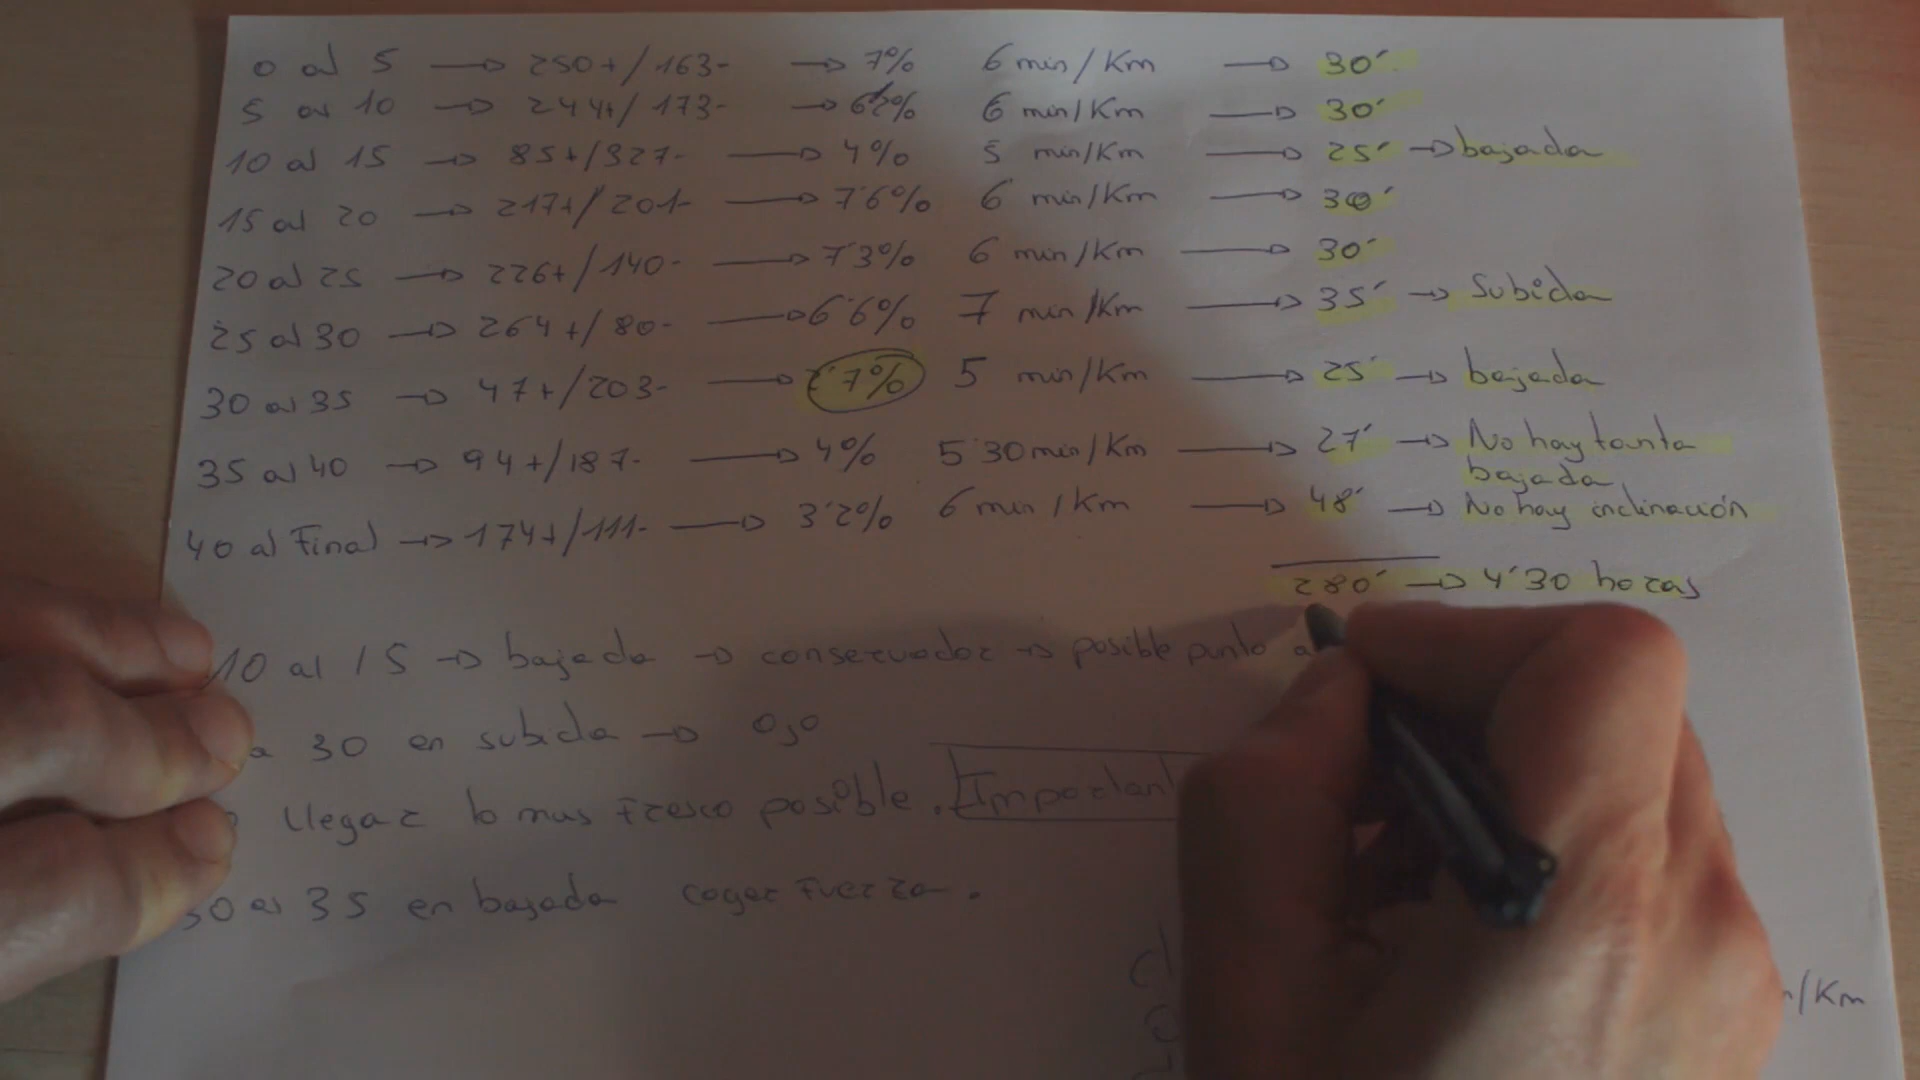 0 al 5 → 250+/163- → 7% 6 min/Km → 30'
5 al 10 → 244+/173- → 6'2% 6 min/Km → 30'
10 al 15 → 85+/327- → 4% 5 min/Km → 25' → bajada
15 al 20 → 217+/201- → 7'6% 6 min/Km → 30'
20 al 25 → 226+/140- → 7'3% 6 min/Km → 30'
25 al 30 → 264+/80- → 6'6% 7 min/Km → 35' → Subida
30 al 35 → 47+/203- → 2'7% 5 min/Km → 25' → bajada
35 al 40 → 94+/187- → 4% 5'30 min/Km → 27' → No hay tanta bajada
40 al Final → 174+/111- → 3'2% 6 min/Km → 48' → No hay inclinación
280' → 4'30 horas
10 al 15 → bajada → conservador → posible punto
a 30 en subida → Ojo
Llegar lo mas fresco posible. Important
30 al 35 en bajada coger fuerza.
/Km